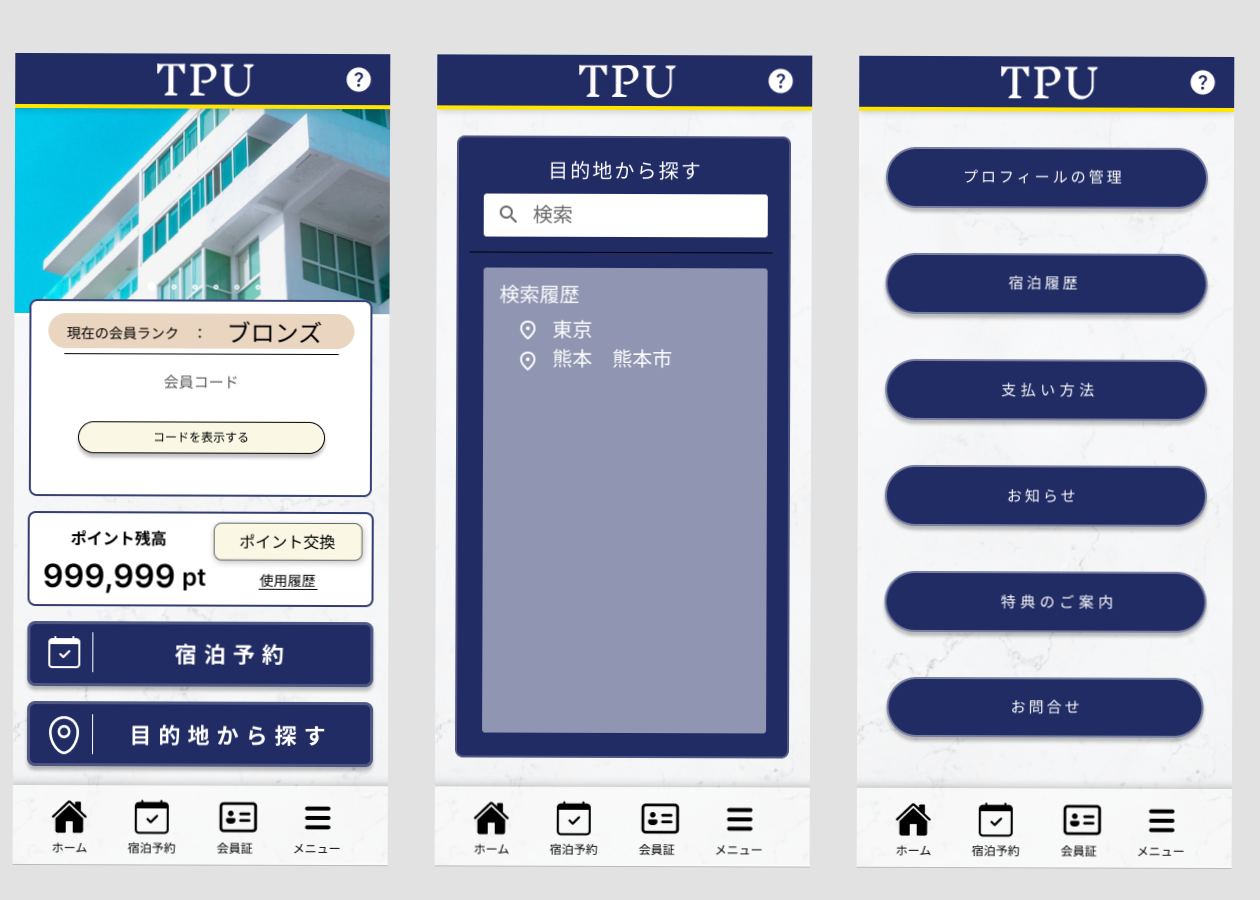 TPU
?
現在の会員ランク : ブロンズ
会員コード
コードを表示する
ポイント残高
ポイント交換
999,999 pt
使用履歴
宿泊予約
目的地から探す
ホーム 宿泊予約 会員証 メニュー
TPU
?
目的地から探す
検索
検索履歴
東京
熊本 熊本市
ホーム 宿泊予約 会員証 メニュー
TPU
?
プロフィールの管理
宿泊履歴
支払い方法
お知らせ
特典のご案内
お問合せ
ホーム 宿泊予約 会員証 メニュー